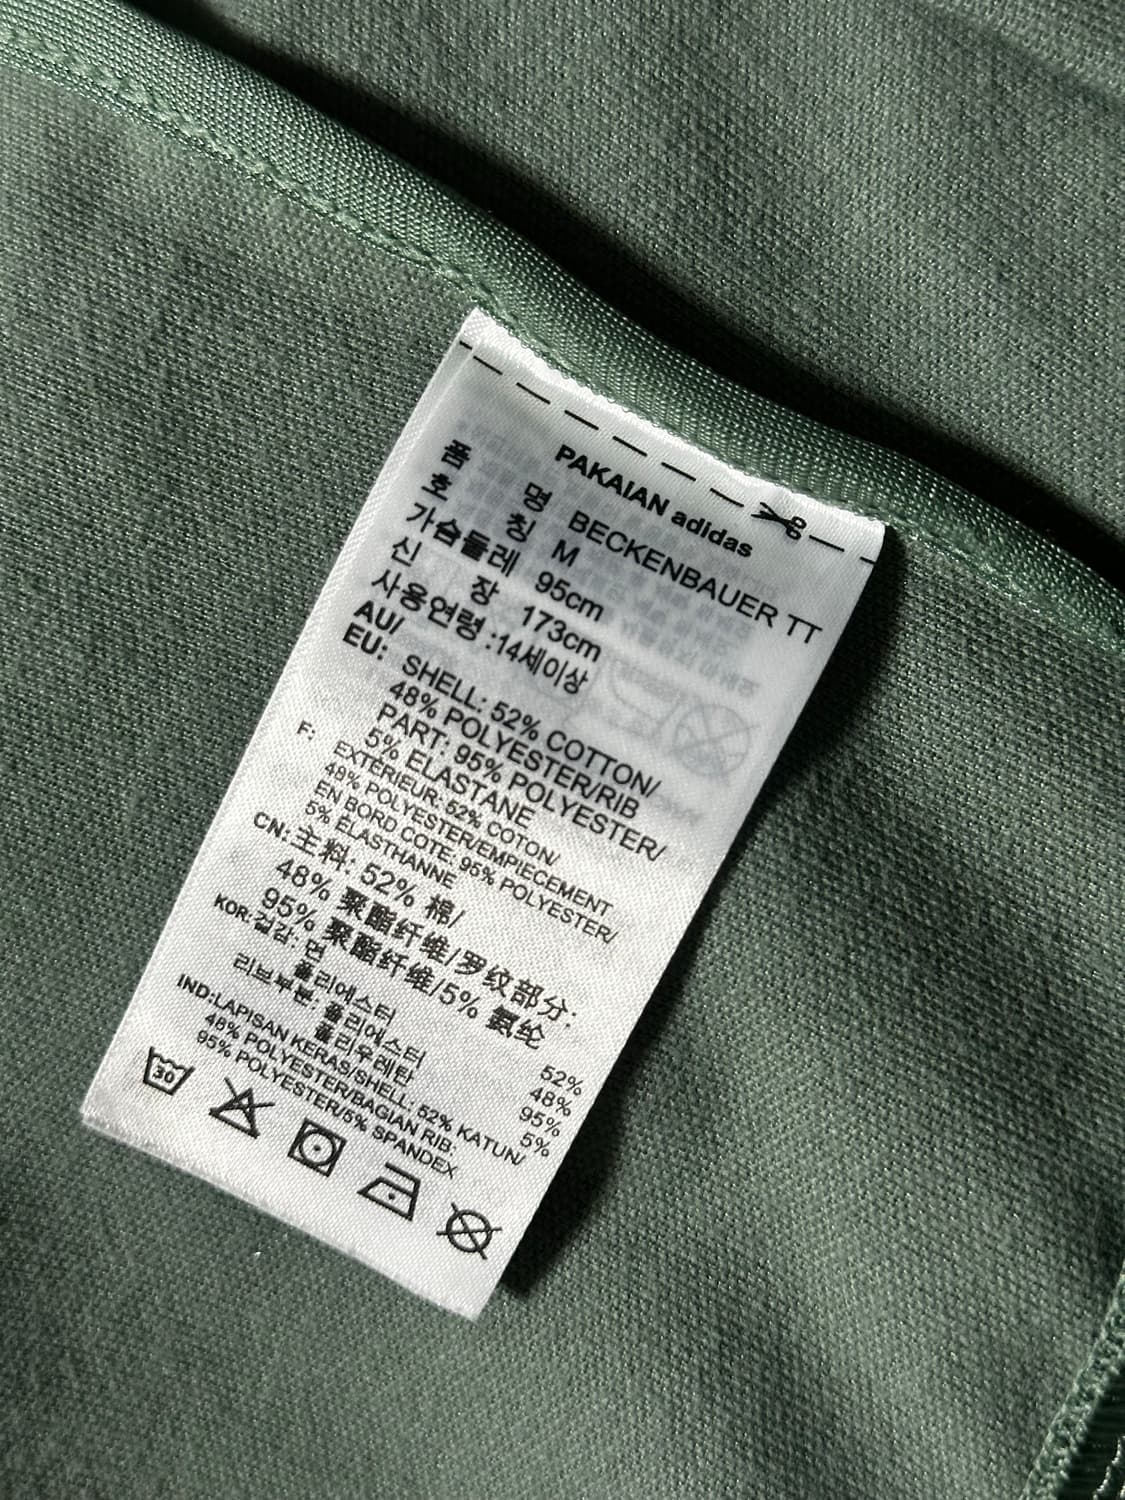 PAKAIAN adidas
품 명 BECKENBAUER TT
호 칭 M
가슴둘레 95cm
신 장 173cm
사용연령 :14세이상
AU/
EU: SHELL: 52% COTTON/
48% POLYESTER/RIB
PART: 95% POLYESTER/
5% ELASTANE
F: EXTÉRIEUR: 52% COTON/
48% POLYESTER/EMPIECEMENT
EN BORD COTE: 95% POLYESTER/
5% ÉLASTHANNE
CN: 主料: 52% 棉/
48% 聚酯纤维/罗纹部分:
95% 聚酯纤维/5% 氨纶
KOR: 겉감: 면 52%
폴리에스터 48%
리브부분: 폴리에스터 95%
폴리우레탄 5%
IND:LAPISAN KERAS/SHELL: 52% KATUN/
48% POLYESTER/BAGIAN RIB:
95% POLYESTER/5% SPANDEX
30